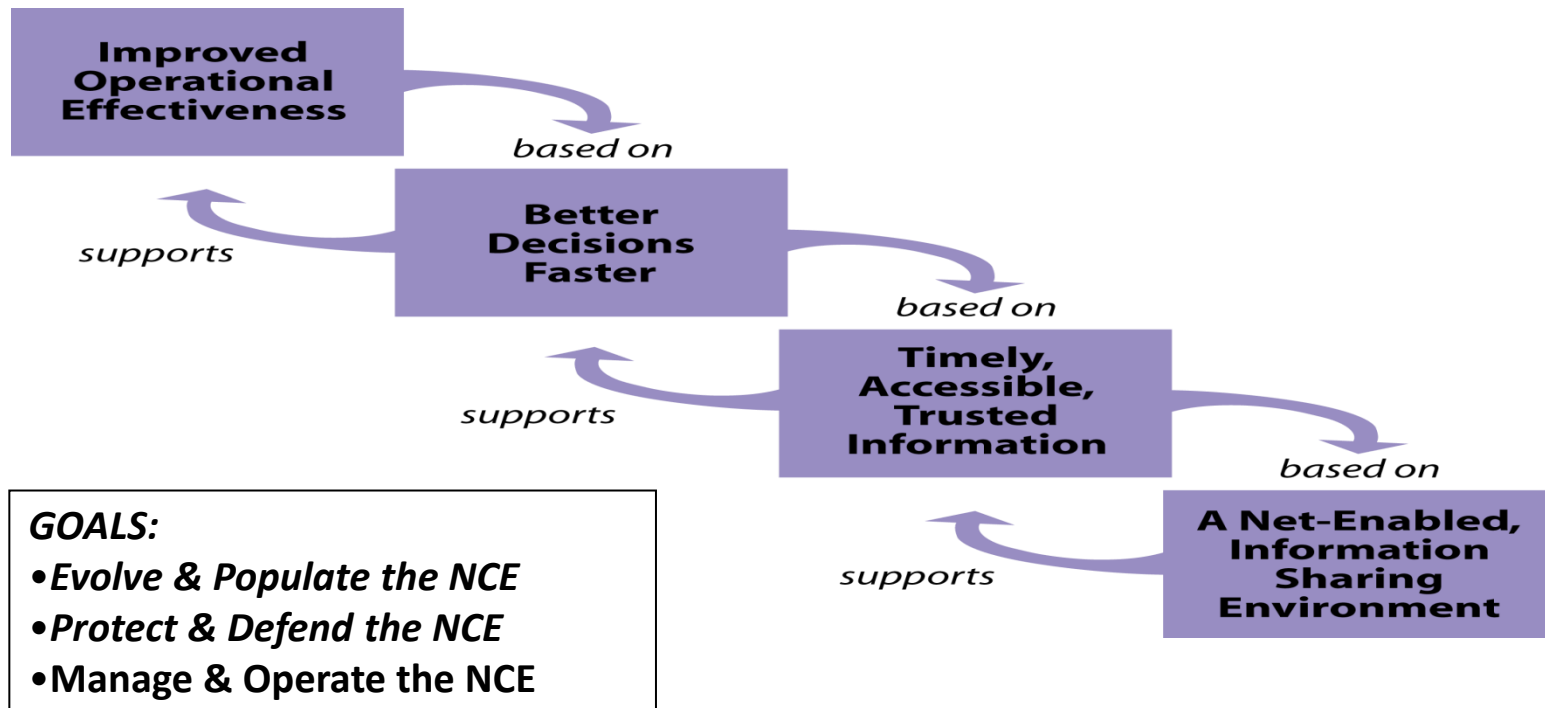 Improved
Operational
Effectiveness
based on
supports
Better
Decisions
Faster
based on
supports
Timely,
Accessible,
Trusted
Information
based on
supports
A Net-Enabled,
Information
Sharing
Environment
GOALS:
•Evolve & Populate the NCE
•Protect & Defend the NCE
•Manage & Operate the NCE